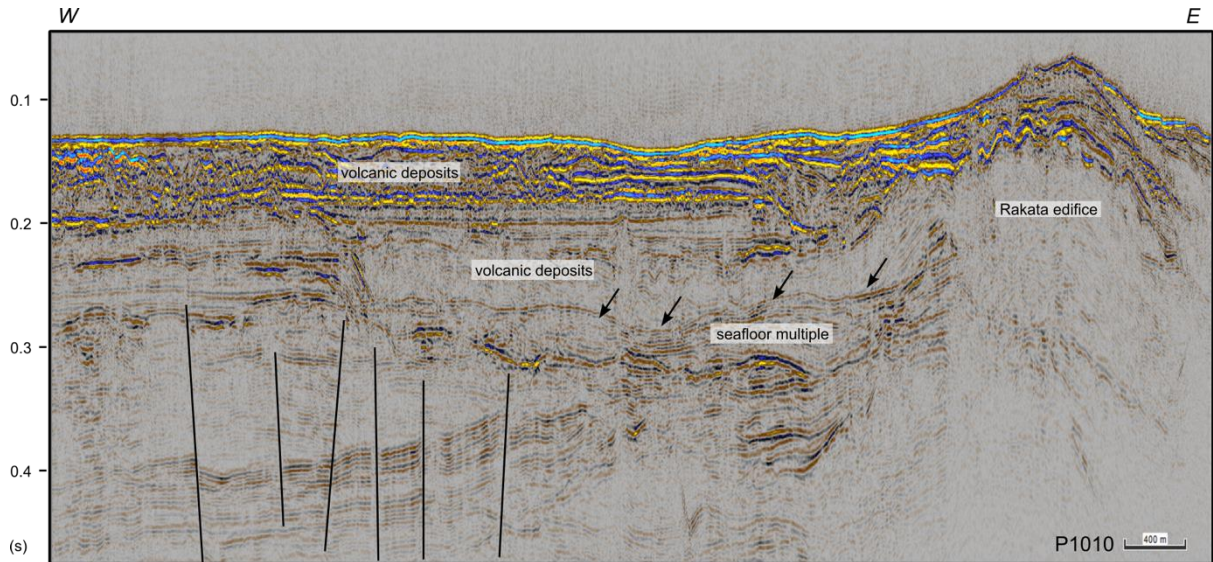 W
E
0.1
volcanic deposits
0.2
Rakata edifice
volcanic deposits
0.3
seafloor multiple
0.4
(s)
P1010
400 m